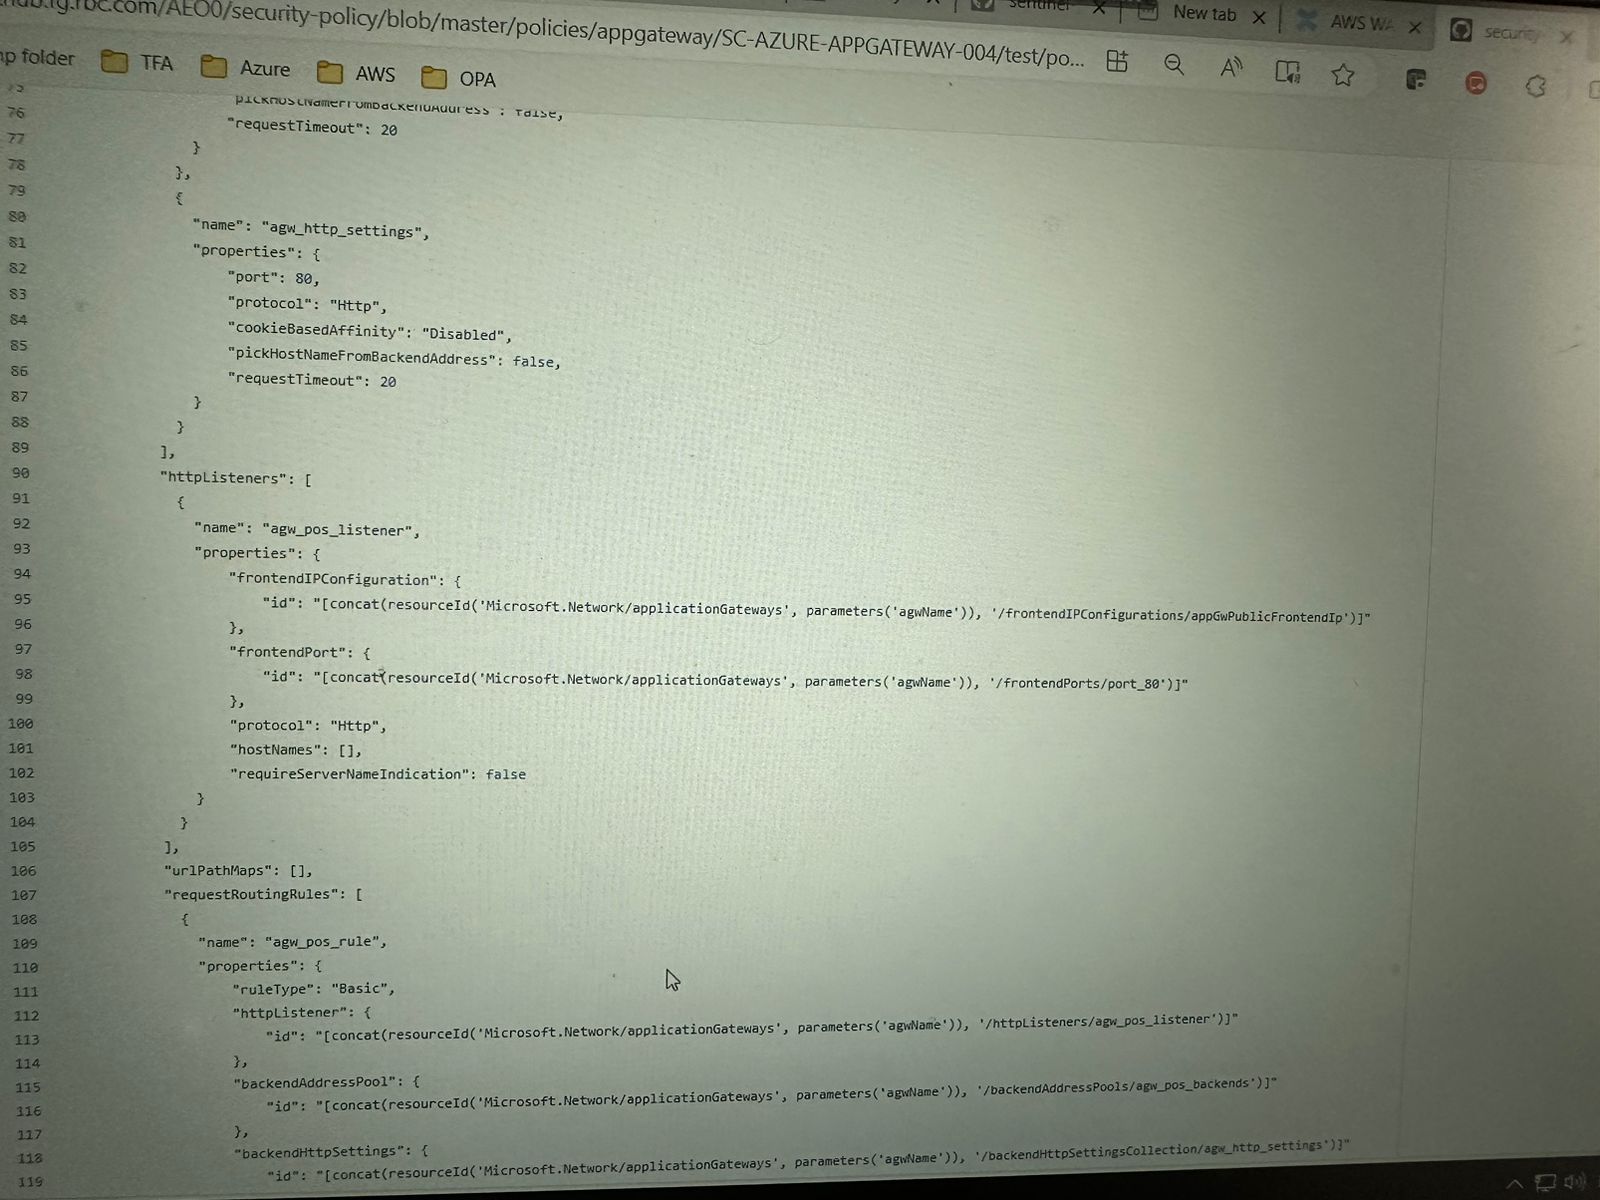 hub.fg.rbc.com/AEO0/security-policy/blob/master/policies/appgateway/SC-AZURE-APPGATEWAY-004/test/po...
sentinel
New tab
AWS WA
security
np folder
TFA
Azure
AWS
OPA
75 "pickHostNameFromBackendAddress": false,
76 "requestTimeout": 20
77 }
78 },
79 {
80 "name": "agw_http_settings",
81 "properties": {
82 "port": 80,
83 "protocol": "Http",
84 "cookieBasedAffinity": "Disabled",
85 "pickHostNameFromBackendAddress": false,
86 "requestTimeout": 20
87 }
88 }
89 ],
90 "httpListeners": [
91 {
92 "name": "agw_pos_listener",
93 "properties": {
94 "frontendIPConfiguration": {
95 "id": "[concat(resourceId('Microsoft.Network/applicationGateways', parameters('agwName')), '/frontendIPConfigurations/appGwPublicFrontendIp')]"
96 },
97 "frontendPort": {
98 "id": "[concat(resourceId('Microsoft.Network/applicationGateways', parameters('agwName')), '/frontendPorts/port_80')]"
99 },
100 "protocol": "Http",
101 "hostNames": [],
102 "requireServerNameIndication": false
103 }
104 }
105 ],
106 "urlPathMaps": [],
107 "requestRoutingRules": [
108 {
109 "name": "agw_pos_rule",
110 "properties": {
111 "ruleType": "Basic",
112 "httpListener": {
113 "id": "[concat(resourceId('Microsoft.Network/applicationGateways', parameters('agwName')), '/httpListeners/agw_pos_listener')]"
114 },
115 "backendAddressPool": {
116 "id": "[concat(resourceId('Microsoft.Network/applicationGateways', parameters('agwName')), '/backendAddressPools/agw_pos_backends')]"
117 },
118 "backendHttpSettings": {
119 "id": "[concat(resourceId('Microsoft.Network/applicationGateways', parameters('agwName')), '/backendHttpSettingsCollection/agw_http_settings')]"